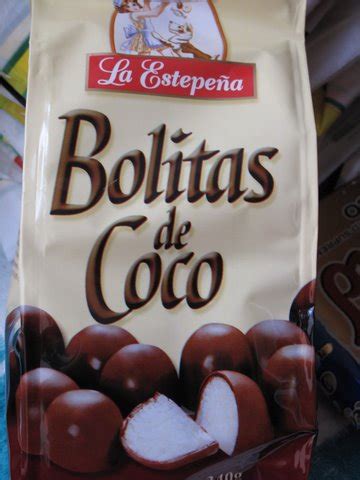 La Estepeña
Bolitas
de
Coco